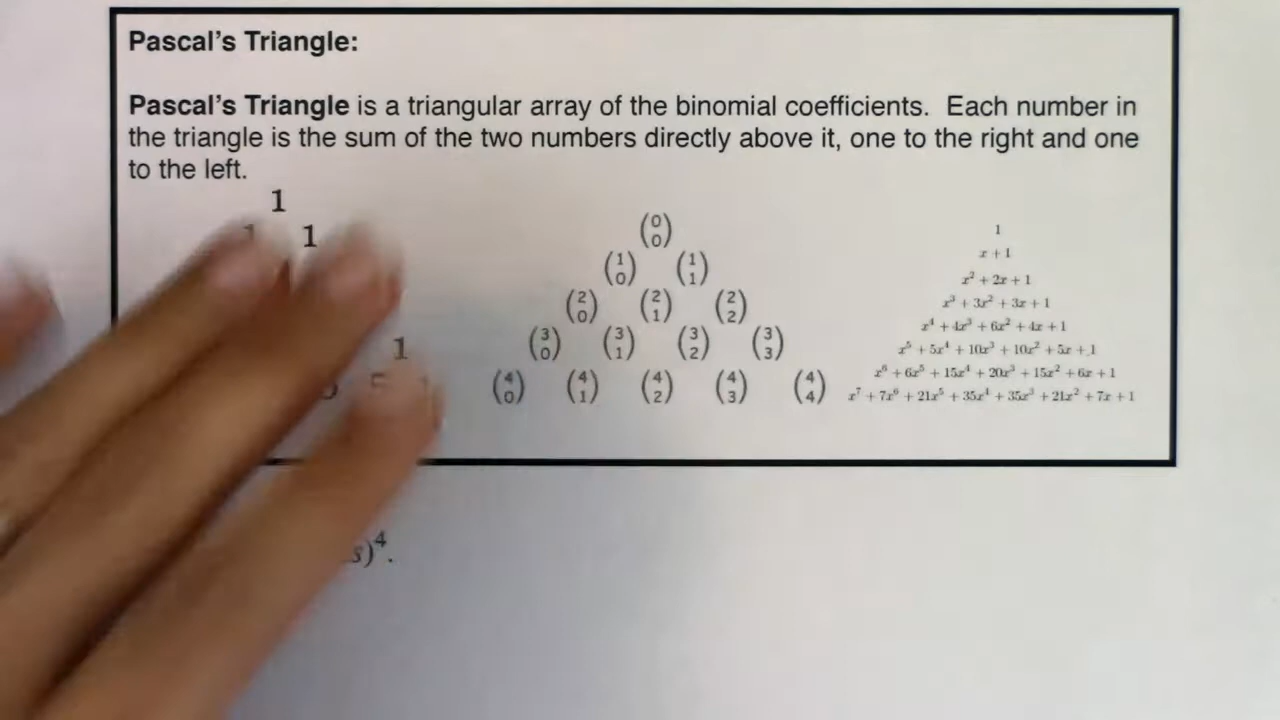 Pascal's Triangle:
Pascal's Triangle is a triangular array of the binomial coefficients. Each number in
the triangle is the sum of the two numbers directly above it, one to the right and one
to the left.
1
1 1
1
5
(0 0)
(1 0) (1 1)
(2 0) (2 1) (2 2)
(3 0) (3 1) (3 2) (3 3)
(4 0) (4 1) (4 2) (4 3) (4 4)
1
x + 1
x² + 2x + 1
x³ + 3x² + 3x + 1
x⁴ + 4x³ + 6x² + 4x + 1
x⁵ + 5x⁴ + 10x³ + 10x² + 5x + 1
x⁶ + 6x⁵ + 15x⁴ + 20x³ + 15x² + 6x + 1
x⁷ + 7x⁶ + 21x⁵ + 35x⁴ + 35x³ + 21x² + 7x + 1
s)⁴.